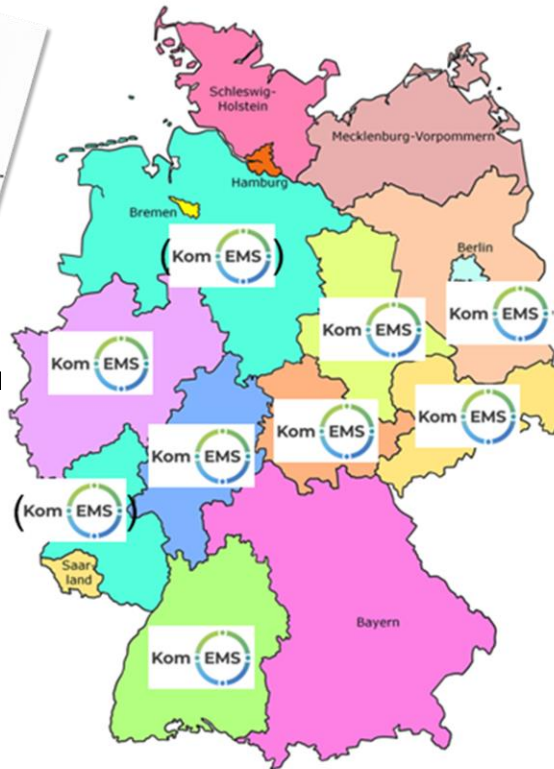 Schleswig-
Holstein
Mecklenburg-Vorpommern
Hamburg
Bremen
Berlin
(Kom EMS)
Kom EMS
Kom EMS
Kom EMS
Kom EMS
Kom EMS
Kom EMS
(Kom EMS)
Saar
land
Bayern
Kom EMS